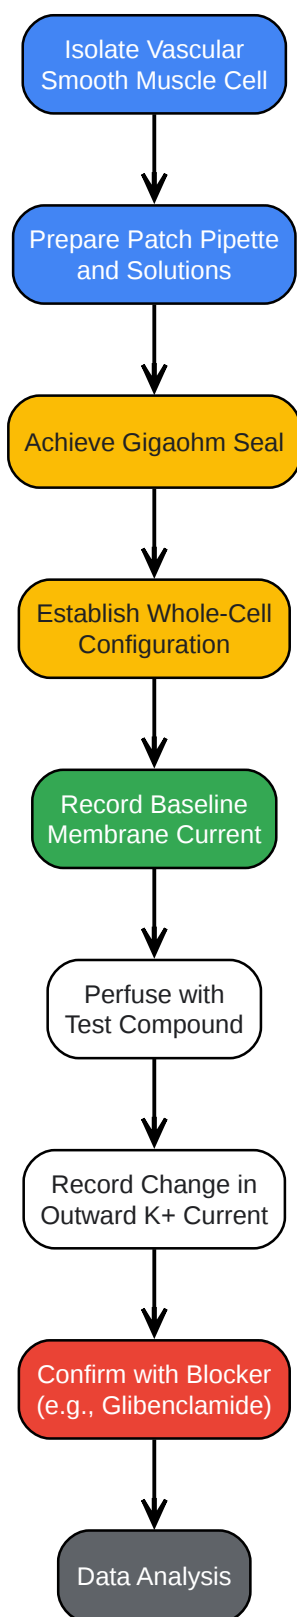 Isolate Vascular
Smooth Muscle Cell
Prepare Patch Pipette
and Solutions
Achieve Gigaohm Seal
Establish Whole-Cell
Configuration
Record Baseline
Membrane Current
Perfuse with
Test Compound
Record Change in
Outward K+ Current
Confirm with Blocker
(e.g., Glibenclamide)
Data Analysis